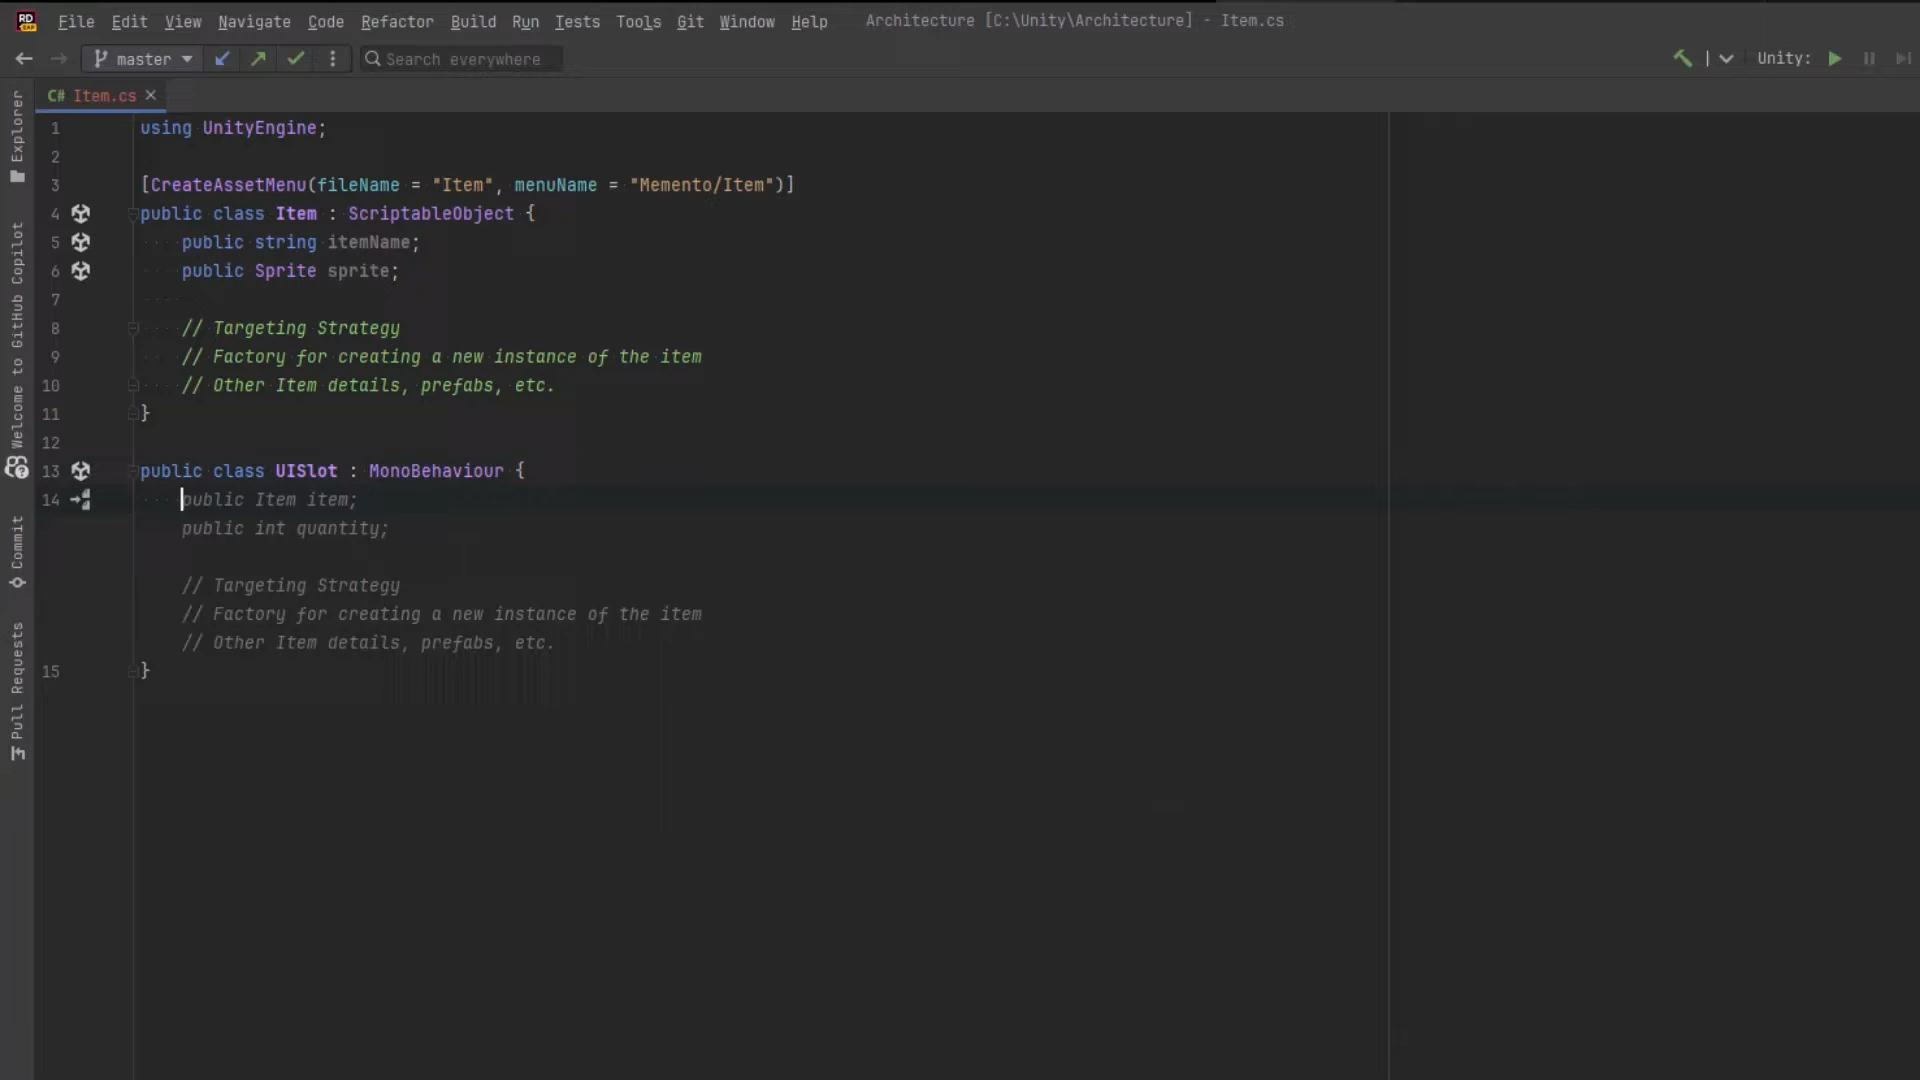 RD
File Edit View Navigate Code Refactor Build Run Tests Tools Git Window Help Architecture [C:\Unity\Architecture] - Item.cs
master Search everywhere Unity:
C# Item.cs
Explorer
Welcome to GitHub Copilot
Commit
Pull Requests
1 using UnityEngine;
2
3 [CreateAssetMenu(fileName = "Item", menuName = "Memento/Item")]
4 public class Item : ScriptableObject {
5 public string itemName;
6 public Sprite sprite;
7
8 // Targeting Strategy
9 // Factory for creating a new instance of the item
10 // Other Item details, prefabs, etc.
11 }
12
13 public class UISlot : MonoBehaviour {
14 public Item item;
public int quantity;
// Targeting Strategy
// Factory for creating a new instance of the item
// Other Item details, prefabs, etc.
15 }